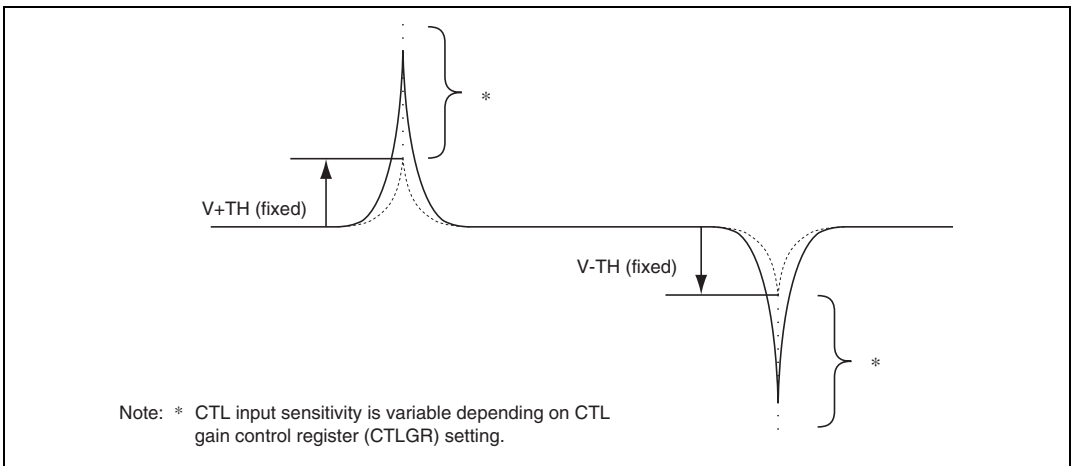 *
V+TH (fixed)
V-TH (fixed)
*
Note: * CTL input sensitivity is variable depending on CTL
gain control register (CTLGR) setting.